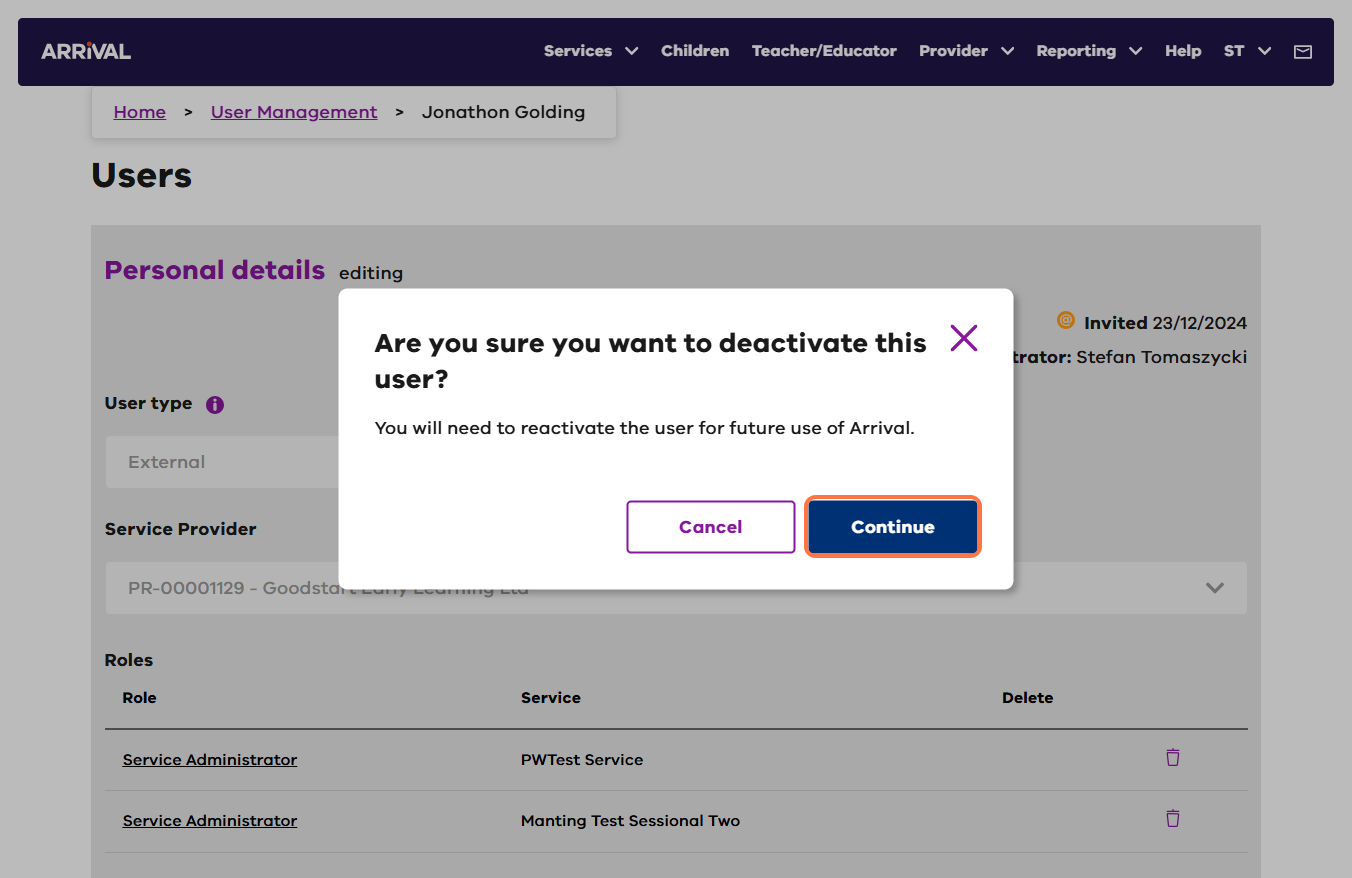 ARRiVAL
Services Children Teacher/Educator Provider Reporting Help ST
Home > User Management > Jonathon Golding
Users
Personal details editing
@ Invited 23/12/2024
trator: Stefan Tomaszycki
Are you sure you want to deactivate this
user?
You will need to reactivate the user for future use of Arrival.
Cancel Continue
User type i
External
Service Provider
PR-00001129 - Goodstart Early Learning Ltd
Roles
Role Service Delete
Service Administrator PWTest Service
Service Administrator Manting Test Sessional Two